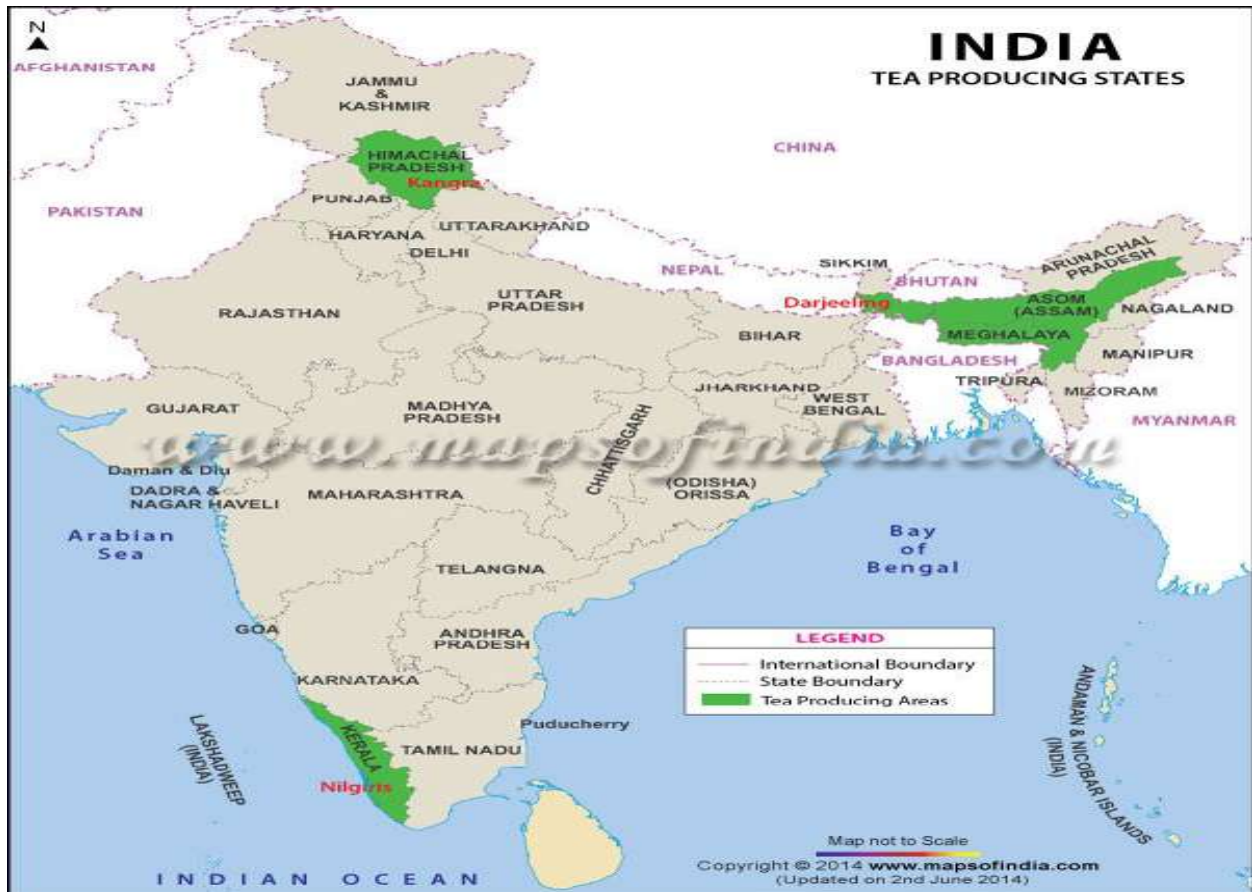 N
INDIA
TEA PRODUCING STATES
AFGHANISTAN
JAMMU
&
KASHMIR
CHINA
HIMACHAL
PRADESH
Kangra
PAKISTAN
PUNJAB
UTTARAKHAND
HARYANA
DELHI
NEPAL
SIKKIM
BHUTAN
ARUNACHAL
PRADESH
Darjeeling
ASOM
(ASSAM)
NAGALAND
RAJASTHAN
UTTAR
PRADESH
BIHAR
MEGHALAYA
BANGLADESH
MANIPUR
TRIPURA
MIZORAM
JHARKHAND
WEST
BENGAL
MYANMAR
GUJARAT
MADHYA
PRADESH
CHHATTISGARH
www.mapsofindia.com
Daman & Diu
DADRA &
NAGAR HAVELI
MAHARASHTRA
(ODISHA)
ORISSA
Arabian
Sea
Bay
of
Bengal
TELANGNA
GOA
ANDHRA
PRADESH
LEGEND
International Boundary
State Boundary
Tea Producing Areas
KARNATAKA
Puducherry
LAKSHADWEEP
(INDIA)
KERALA
TAMIL NADU
Nilgiris
ANDAMAN & NICOBAR ISLANDS
(INDIA)
Map not to Scale
Copyright © 2014 www.mapsofindia.com
(Updated on 2nd June 2014)
INDIAN OCEAN